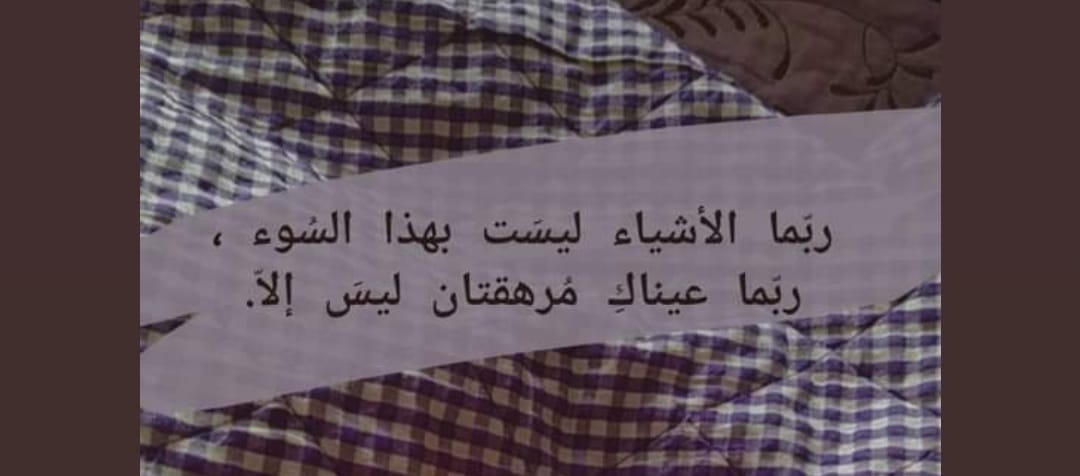 ربّما الأشياء ليسَت بهذا السُوء ،
ربّما عيناكِ مُرهقتان ليسَ إلاّ.